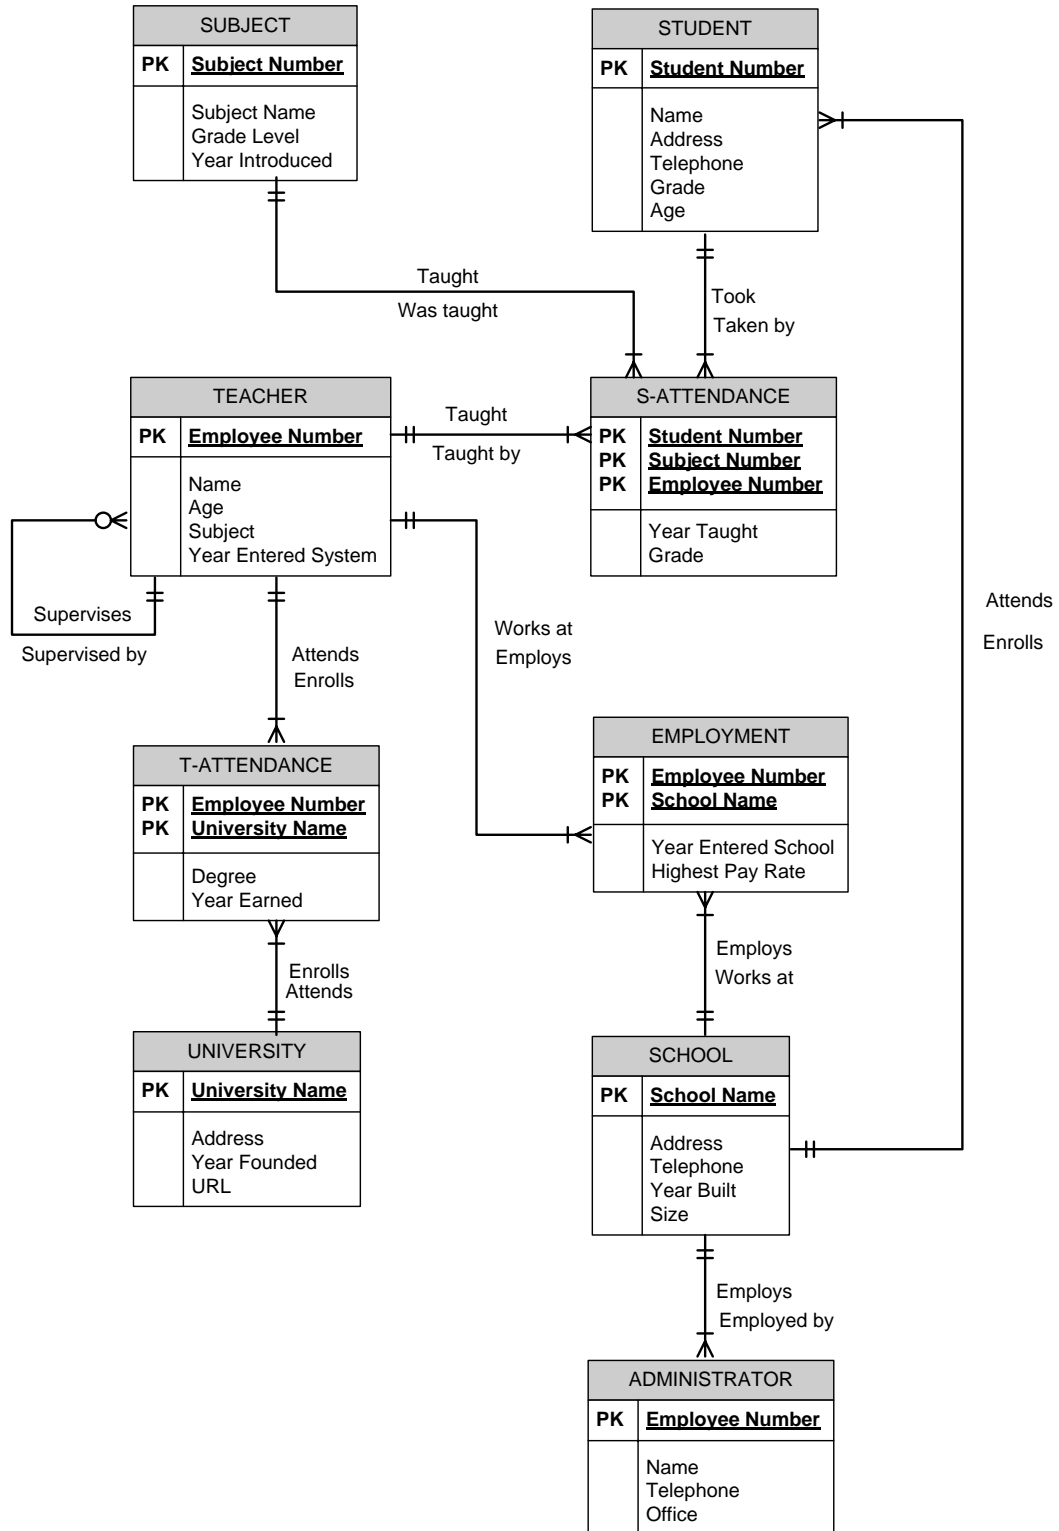 SUBJECT
PK Subject Number
Subject Name
Grade Level
Year Introduced
STUDENT
PK Student Number
Name
Address
Telephone
Grade
Age
Taught
Was taught
Took
Taken by
TEACHER
PK Employee Number
Name
Age
Subject
Year Entered System
Taught
Taught by
S-ATTENDANCE
PK Student Number
PK Subject Number
PK Employee Number
Year Taught
Grade
Supervises
Supervised by
Attends
Enrolls
Works at
Employs
Attends
Enrolls
T-ATTENDANCE
PK Employee Number
PK University Name
Degree
Year Earned
EMPLOYMENT
PK Employee Number
PK School Name
Year Entered School
Highest Pay Rate
Enrolls
Attends
Employs
Works at
UNIVERSITY
PK University Name
Address
Year Founded
URL
SCHOOL
PK School Name
Address
Telephone
Year Built
Size
Employs
Employed by
ADMINISTRATOR
PK Employee Number
Name
Telephone
Office